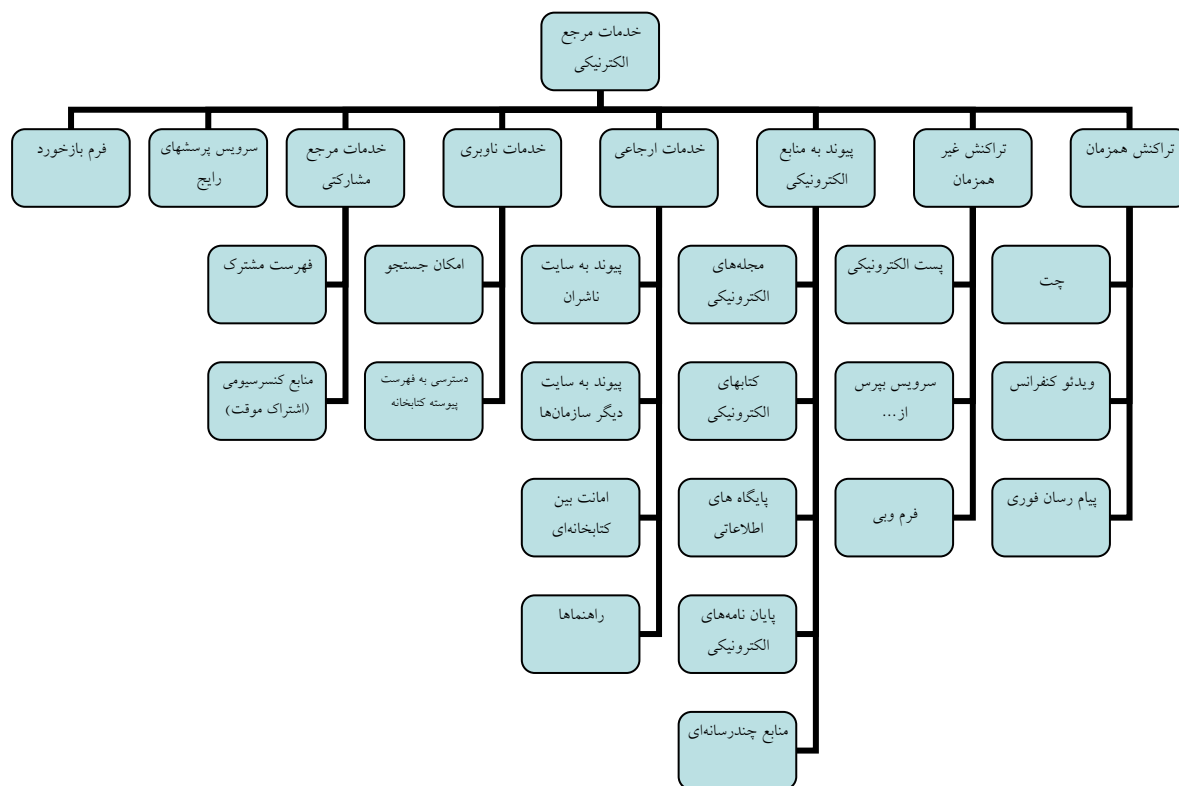 خدمات مرجع
الکترنیکی
تراکنش همزمان
تراکنش غیر
همزمان
پیوند به منابع
الکترونیکی
خدمات ارجاعی
خدمات ناوبری
خدمات مرجع
مشارکتی
سرویس پرسشهای
رایج
فرم بازخورد
چت
ویدئو کنفرانس
پیام رسان فوری
پست الکترونیکی
سرویس بپرس
از...
فرم وبی
مجله‌های
الکترونیکی
کتابهای
الکترونیکی
پایگاه های
اطلاعاتی
پایان نامه‌های
الکترونیکی
منابع چندرسانه‌ای
پیوند به سایت
ناشران
پیوند به سایت
دیگر سازمان‌ها
امانت بین
کتابخانه‌ای
راهنماها
امکان جستجو
دسترسی به فهرست
پیوسته کتابخانه
فهرست مشترک
منابع کنسرسیومی
(اشتراک موقت)